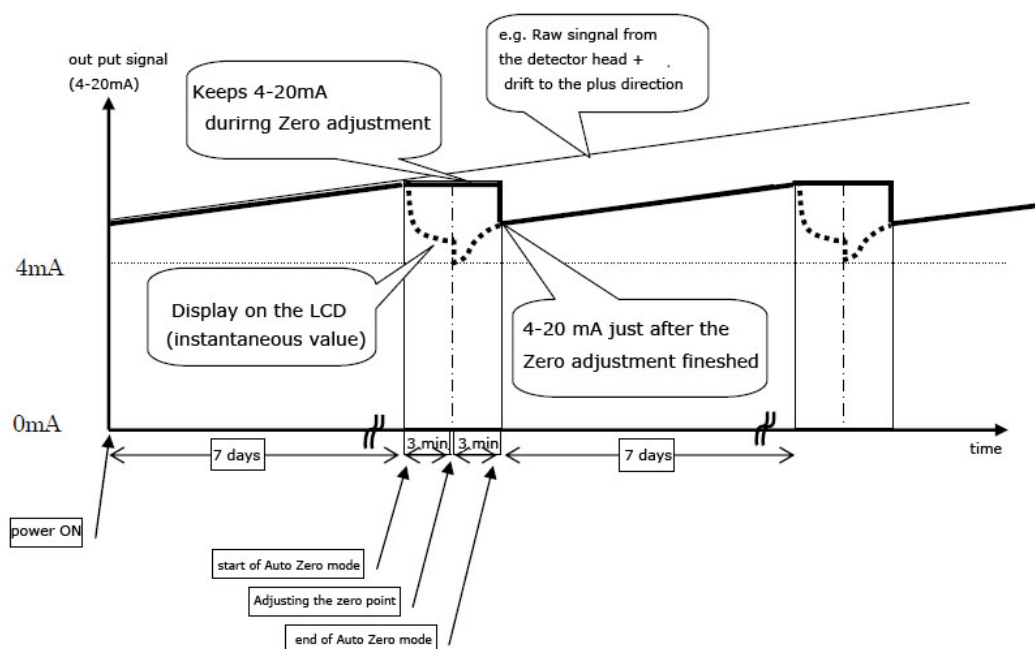 out put signal
(4-20mA)
Keeps 4-20mA
durirng Zero adjustment
e.g. Raw singnal from
the detector head +
drift to the plus direction
4mA
Display on the LCD
(instantaneous value)
4-20 mA just after the
Zero adjustment fineshed
0mA
time
7 days
3 min
3 min
7 days
power ON
start of Auto Zero mode
Adjusting the zero point
end of Auto Zero mode